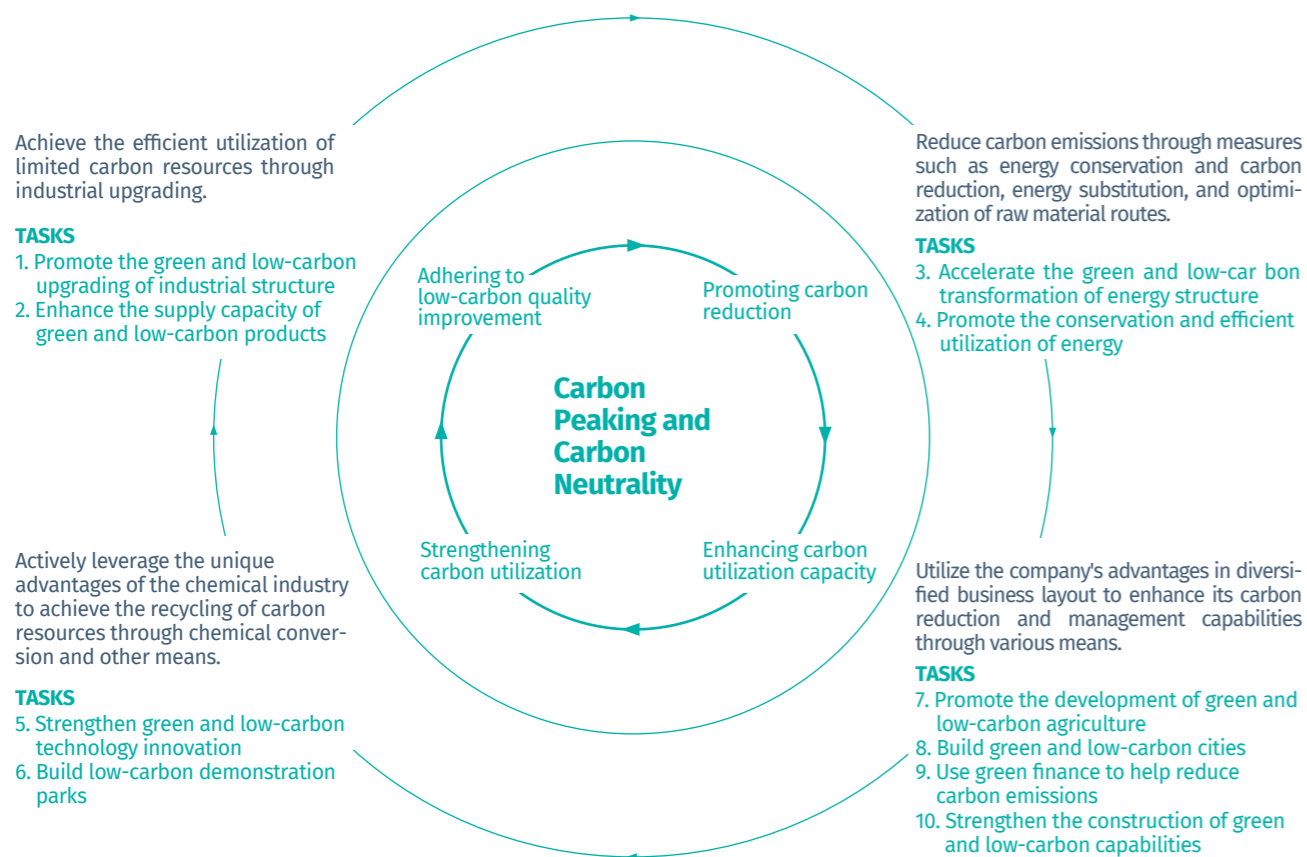 Achieve the efficient utilization of
limited carbon resources through
industrial upgrading.
TASKS
1. Promote the green and low-carbon
upgrading of industrial structure
2. Enhance the supply capacity of
green and low-carbon products
Reduce carbon emissions through measures
such as energy conservation and carbon
reduction, energy substitution, and optimi-
zation of raw material routes.
TASKS
3. Accelerate the green and low-car bon
transformation of energy structure
4. Promote the conservation and efficient
utilization of energy
Adhering to
low-carbon quality
improvement
Promoting carbon
reduction
Carbon
Peaking and
Carbon
Neutrality
Strengthening
carbon utilization
Enhancing carbon
utilization capacity
Actively leverage the unique
advantages of the chemical industry
to achieve the recycling of carbon
resources through chemical conver-
sion and other means.
TASKS
5. Strengthen green and low-carbon
technology innovation
6. Build low-carbon demonstration
parks
Utilize the company's advantages in diversi-
fied business layout to enhance its carbon
reduction and management capabilities
through various means.
TASKS
7. Promote the development of green and
low-carbon agriculture
8. Build green and low-carbon cities
9. Use green finance to help reduce
carbon emissions
10. Strengthen the construction of green
and low-carbon capabilities